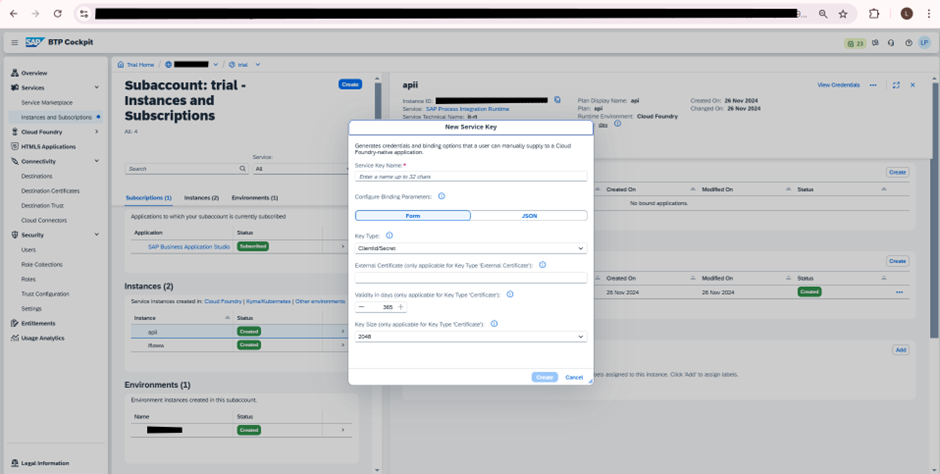 9...
L
SAP BTP Cockpit
23
LP
Overview
Services
Service Marketplace
Instances and Subscriptions
Cloud Foundry
HTML5 Applications
Connectivity
Destinations
Destination Certificates
Destination Trust
Cloud Connectors
Security
Users
Role Collections
Roles
Trust Configuration
Settings
Entitlements
Usage Analytics
Legal Information
Trial Home /
/ trial
Subaccount: trial -
Instances and
Subscriptions
Create
All: 4
Service:
Search
All
Subscriptions (1) Instances (2) Environments (1)
Applications to which your subaccount is currently subscribed
Application Status
SAP Business Application Studio Subscribed
Instances (2)
Service instances created in: Cloud Foundry | Kyma/Kubernetes | Other environments
Instance Status
apii Created
Created
Environments (1)
Environment instances created in this subaccount.
Name Status
Created
apii
View Credentials
Instance ID:
Service: SAP Process Integration Runtime
Service Technical Name: it-rt
Plan Display Name: api
Plan: api
Runtime Environment: Cloud Foundry
dev
Created On: 26 Nov 2024
Changed On: 26 Nov 2024
Create
Created On Modified On
No bound applications.
Create
Created On Modified On Status
26 Nov 2024 26 Nov 2024 Created
Add
assigned to this instance. Click 'Add' to assign labels.
New Service Key
Generates credentials and binding options that a user can manually supply to a Cloud
Foundry-native application.
Service Key Name: *
Enter a name up to 32 chars
Configure Binding Parameters:
Form JSON
Key Type:
ClientId/Secret
External Certificate (only applicable for Key Type 'External Certificate'):
Validity in days (only applicable for Key Type 'Certificate'):
365
Key Size (only applicable for Key Type 'Certificate'):
2048
Create Cancel